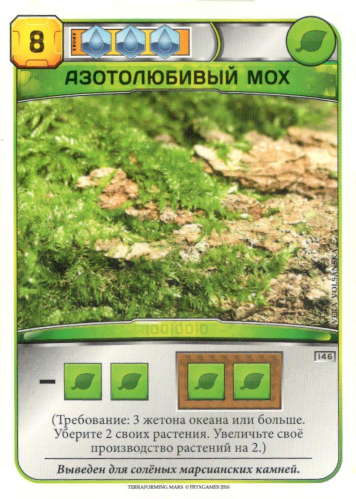 8
АЗОТОЛЮБИВЫЙ МОХ
146
(Требование: 3 жетона океана или больше.
Уберите 2 своих растения. Увеличьте своё
производство растений на 2.)
Выведен для солёных марсианских камней.
TERRAFORMING MARS © FRYXGAMES 2016